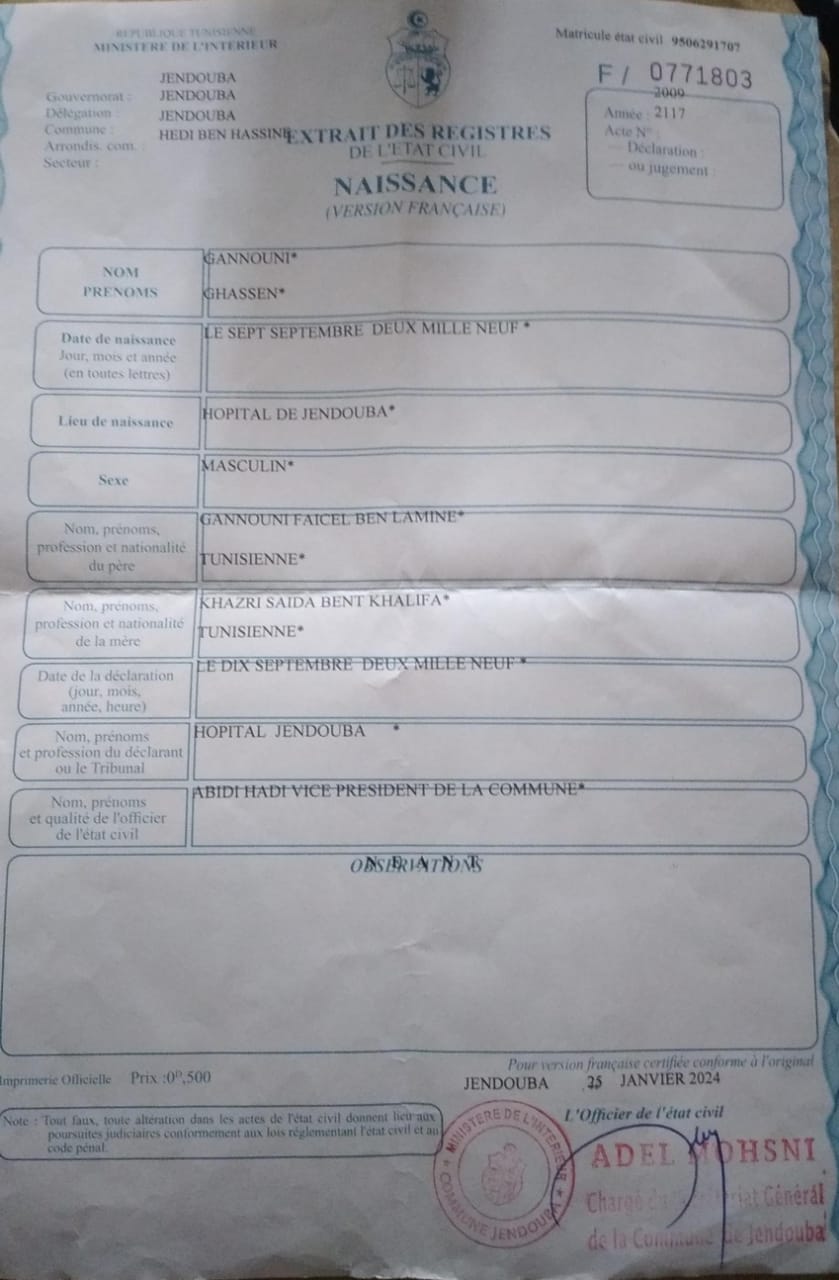 REPUBLIQUE TUNISIENNE
MINISTERE DE L'INTERIEUR
Matricule état civil 9506291707
F / 0771803
JENDOUBA
Gouvernorat : JENDOUBA
Délégation : JENDOUBA
Commune : HEDI BEN HASSINE
Arrondis. com. :
Secteur :
2009
Année : 2117
Acte N° :
— Déclaration :
— ou jugement :
EXTRAIT DES REGISTRES
DE L'ETAT CIVIL
NAISSANCE
(VERSION FRANÇAISE)
NOM
PRENOMS
GANNOUNI*
GHASSEN*
Date de naissance
Jour, mois et année
(en toutes lettres)
LE SEPT SEPTEMBRE DEUX MILLE NEUF *
Lieu de naissance
HOPITAL DE JENDOUBA*
Sexe
MASCULIN*
Nom, prénoms,
profession et nationalité
du père
GANNOUNI FAICEL BEN LAMINE*
TUNISIENNE*
Nom, prénoms,
profession et nationalité
de la mère
KHAZRI SAIDA BENT KHALIFA*
TUNISIENNE*
Date de la déclaration
(jour, mois,
année, heure)
LE DIX SEPTEMBRE DEUX MILLE NEUF *
Nom, prénoms
et profession du déclarant
ou le Tribunal
HOPITAL JENDOUBA *
Nom, prénoms
et qualité de l'officier
de l'état civil
ABIDI HADI VICE PRESIDENT DE LA COMMUNE*
OBSERVATIONS
N E A N T
Imprimerie Officielle Prix :0ᴰ,500
Pour version française certifiée conforme à l'original
JENDOUBA 25 JANVIER 2024
L'Officier de l'état civil
Note : Tout faux, toute altération dans les actes de l'état civil donnent lieu aux
poursuites judiciaires conformement aux lois réglementant l'état civil et au
code pénal.
MINISTERE DE L'INTERIEUR
COMMUNE JENDOUBA
ADEL MOHSNI
Chargé du Secrétariat Général
de la Commune de Jendouba